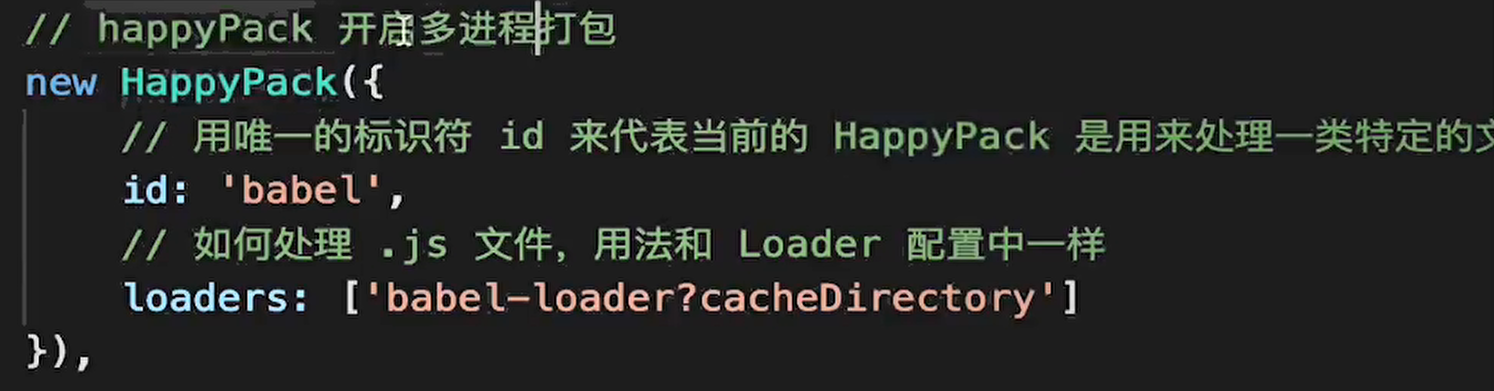 // happyPack 开启多进程打包
new HappyPack({
// 用唯一的标识符 id 来代表当前的 HappyPack 是用来处理一类特定的
id: 'babel',
// 如何处理 .js 文件，用法和 Loader 配置中一样
loaders: ['babel-loader?cacheDirectory']
}),